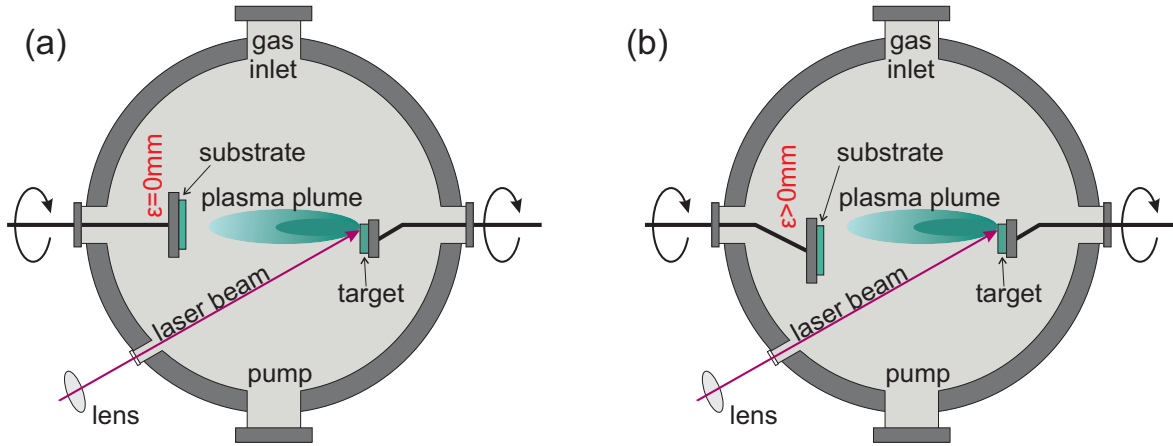 (a)
gas
inlet
ε=0mm
substrate
plasma plume
target
laser beam
pump
lens
(b)
gas
inlet
ε>0mm
substrate
plasma plume
target
laser beam
pump
lens